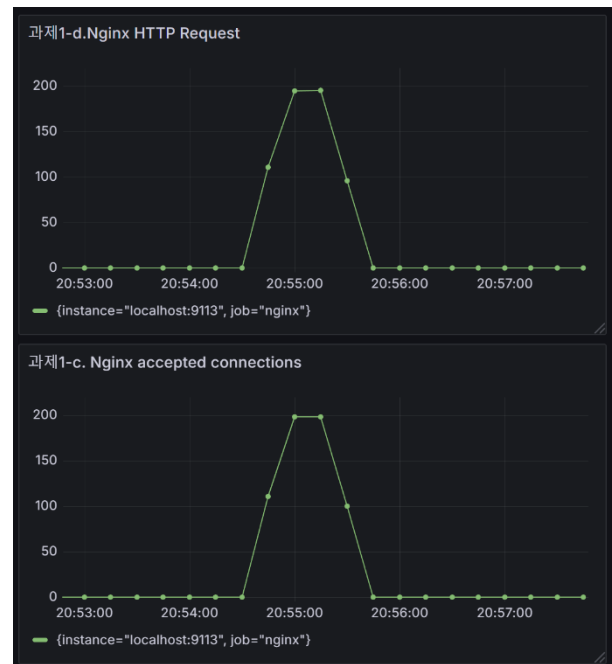 과제1-d.Nginx HTTP Request
200
150
100
50
0
20:53:00 20:54:00 20:55:00 20:56:00 20:57:00
{instance="localhost:9113", job="nginx"}
과제1-c. Nginx accepted connections
200
150
100
50
0
20:53:00 20:54:00 20:55:00 20:56:00 20:57:00
{instance="localhost:9113", job="nginx"}